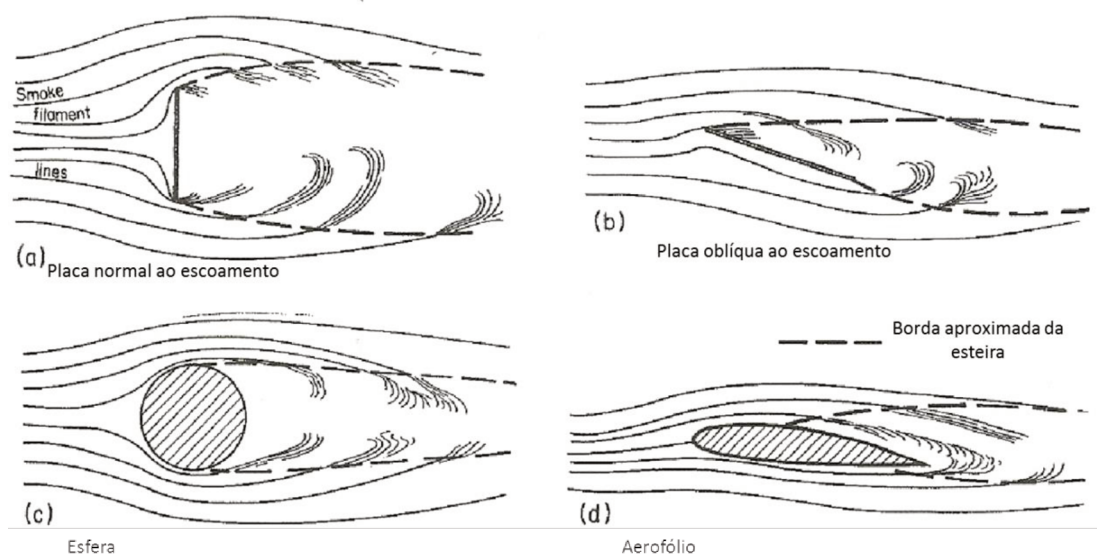 Smoke
filament
lines
(a)
Placa normal ao escoamento
(b)
Placa oblíqua ao escoamento
Borda aproximada da
esteira
(c)
(d)
Esfera
Aerofólio